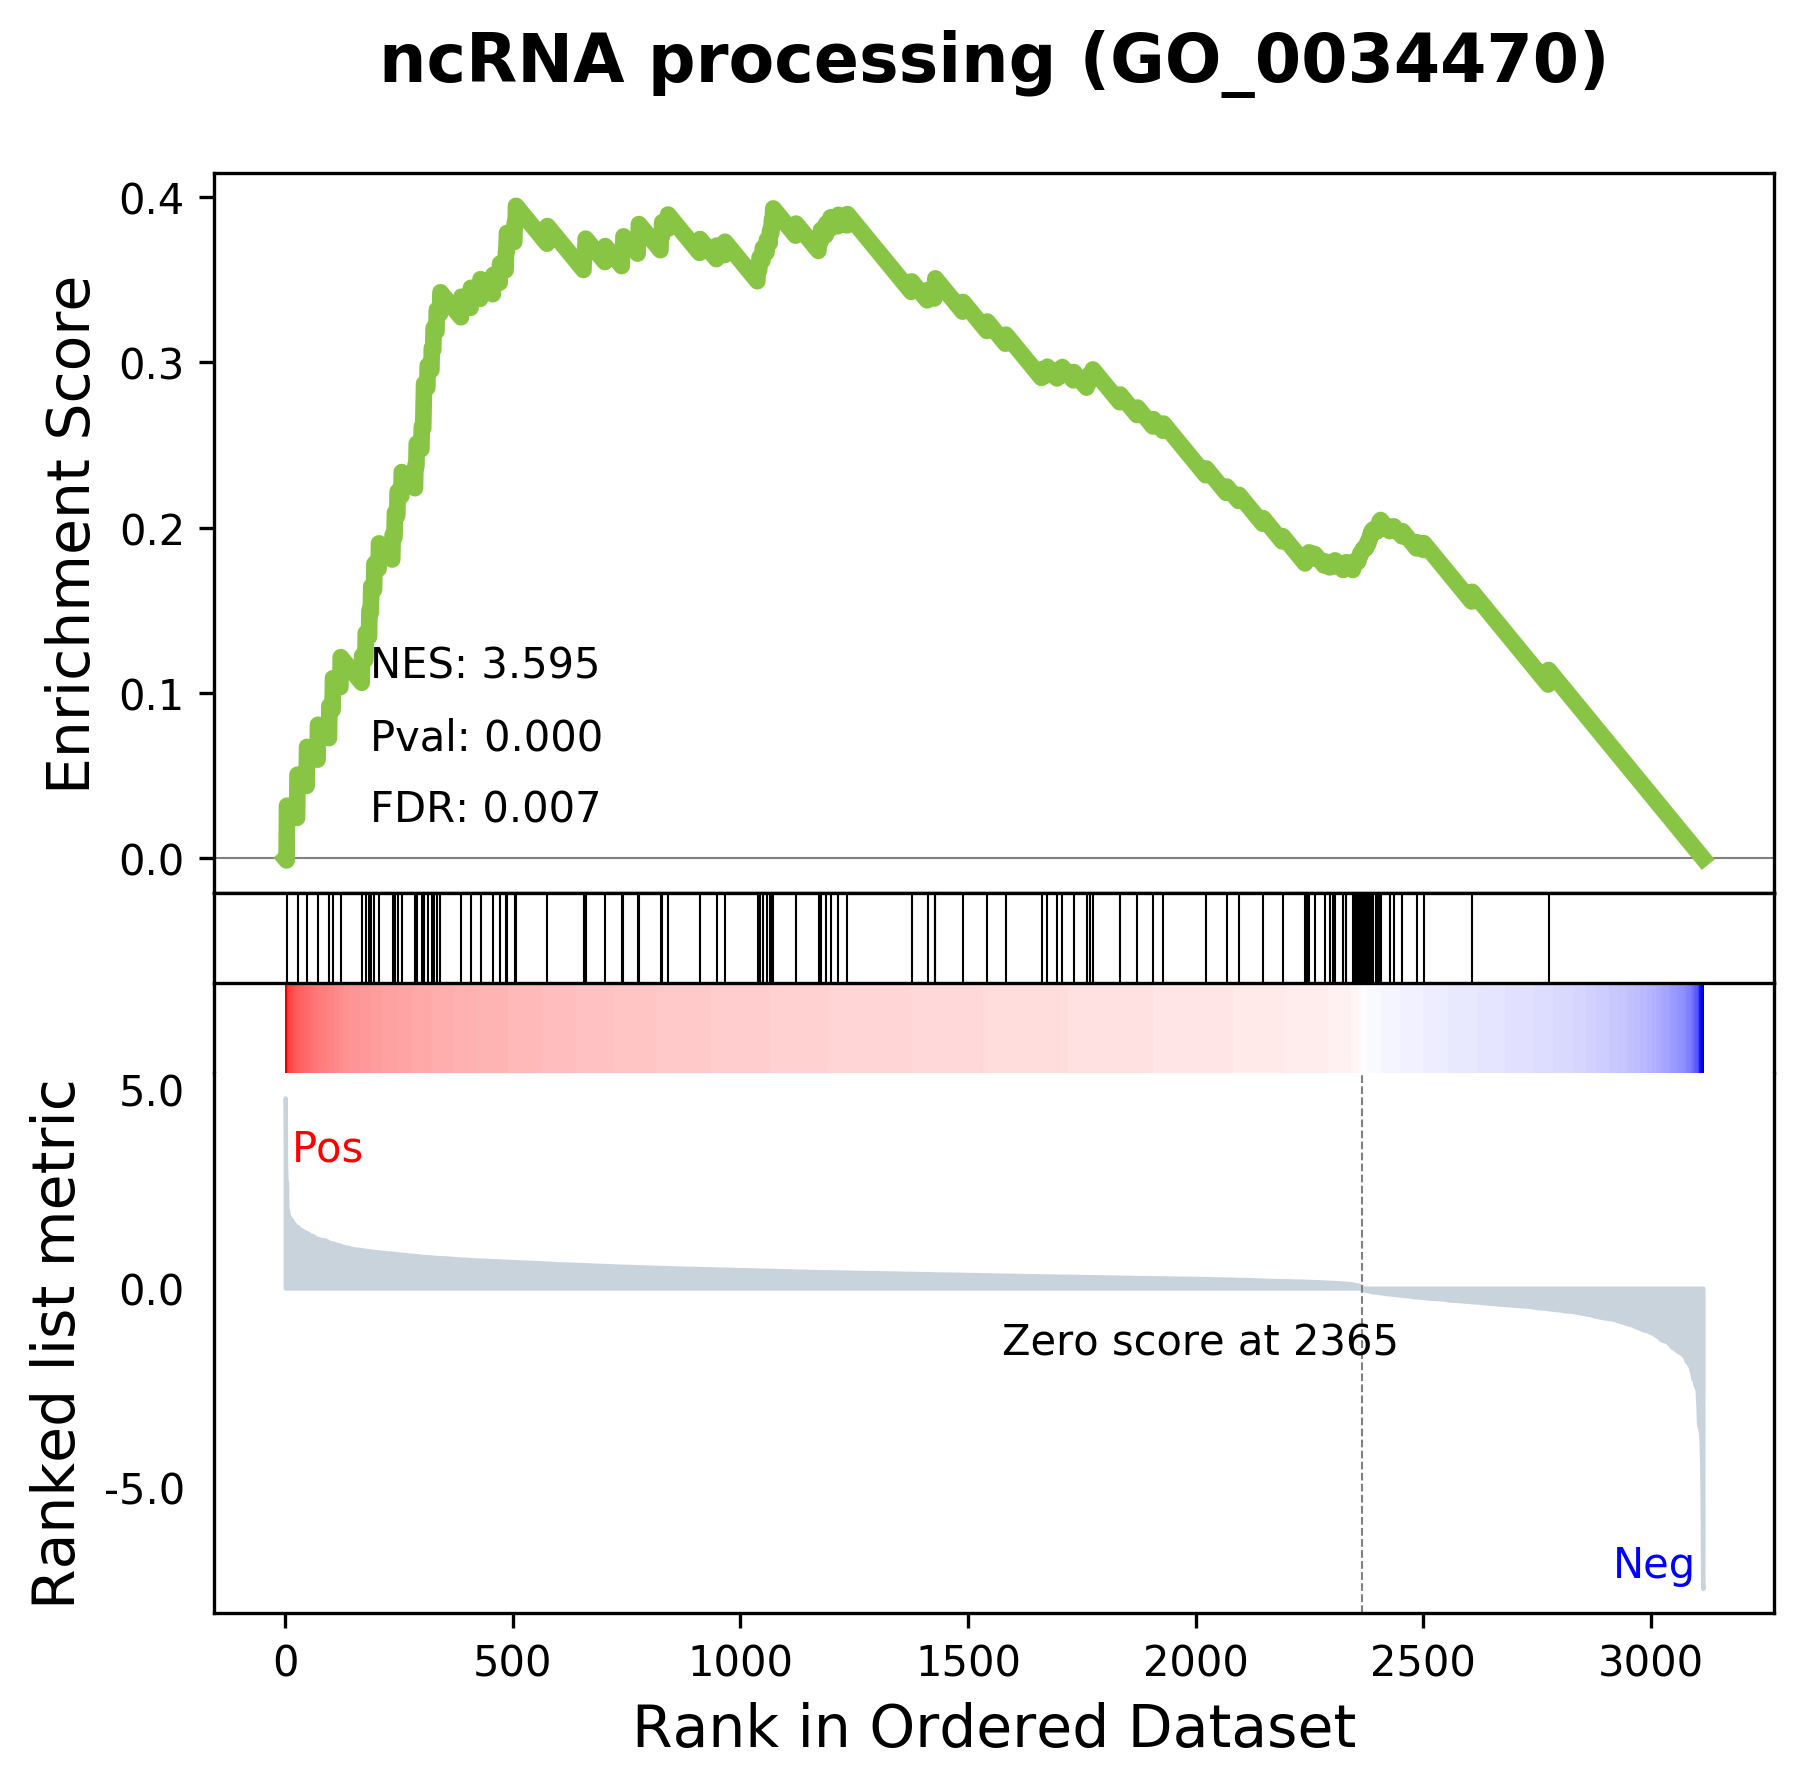 ncRNA processing (GO_0034470)
Enrichment Score
0.4
0.3
0.2
0.1
0.0
NES: 3.595
Pval: 0.000
FDR: 0.007
Ranked list metric
5.0
0.0
-5.0
Pos
Zero score at 2365
Neg
0 500 1000 1500 2000 2500 3000
Rank in Ordered Dataset